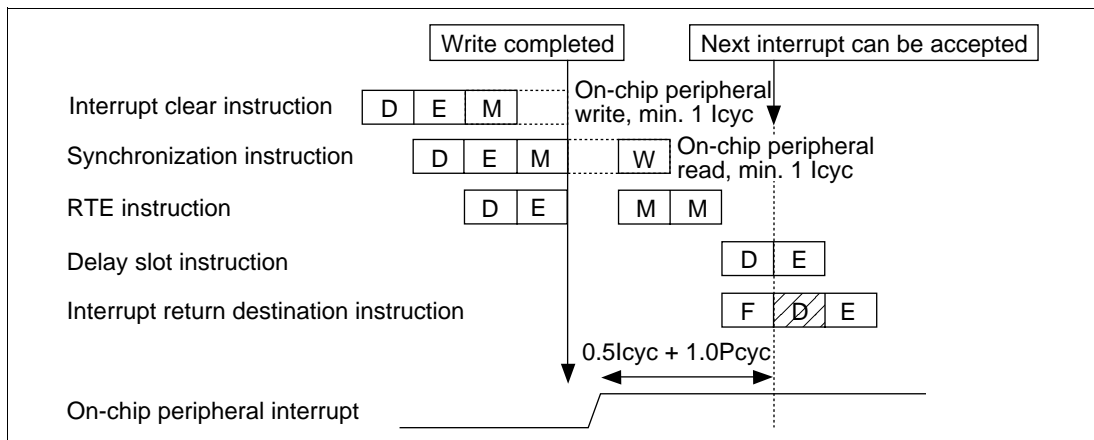 Write completed
Next interrupt can be accepted
Interrupt clear instruction
D E M
On-chip peripheral
write, min. 1 Icyc
Synchronization instruction
D E M W
On-chip peripheral
read, min. 1 Icyc
RTE instruction
D E M M
Delay slot instruction
D E
Interrupt return destination instruction
F D E
0.5Icyc + 1.0Pcyc
On-chip peripheral interrupt